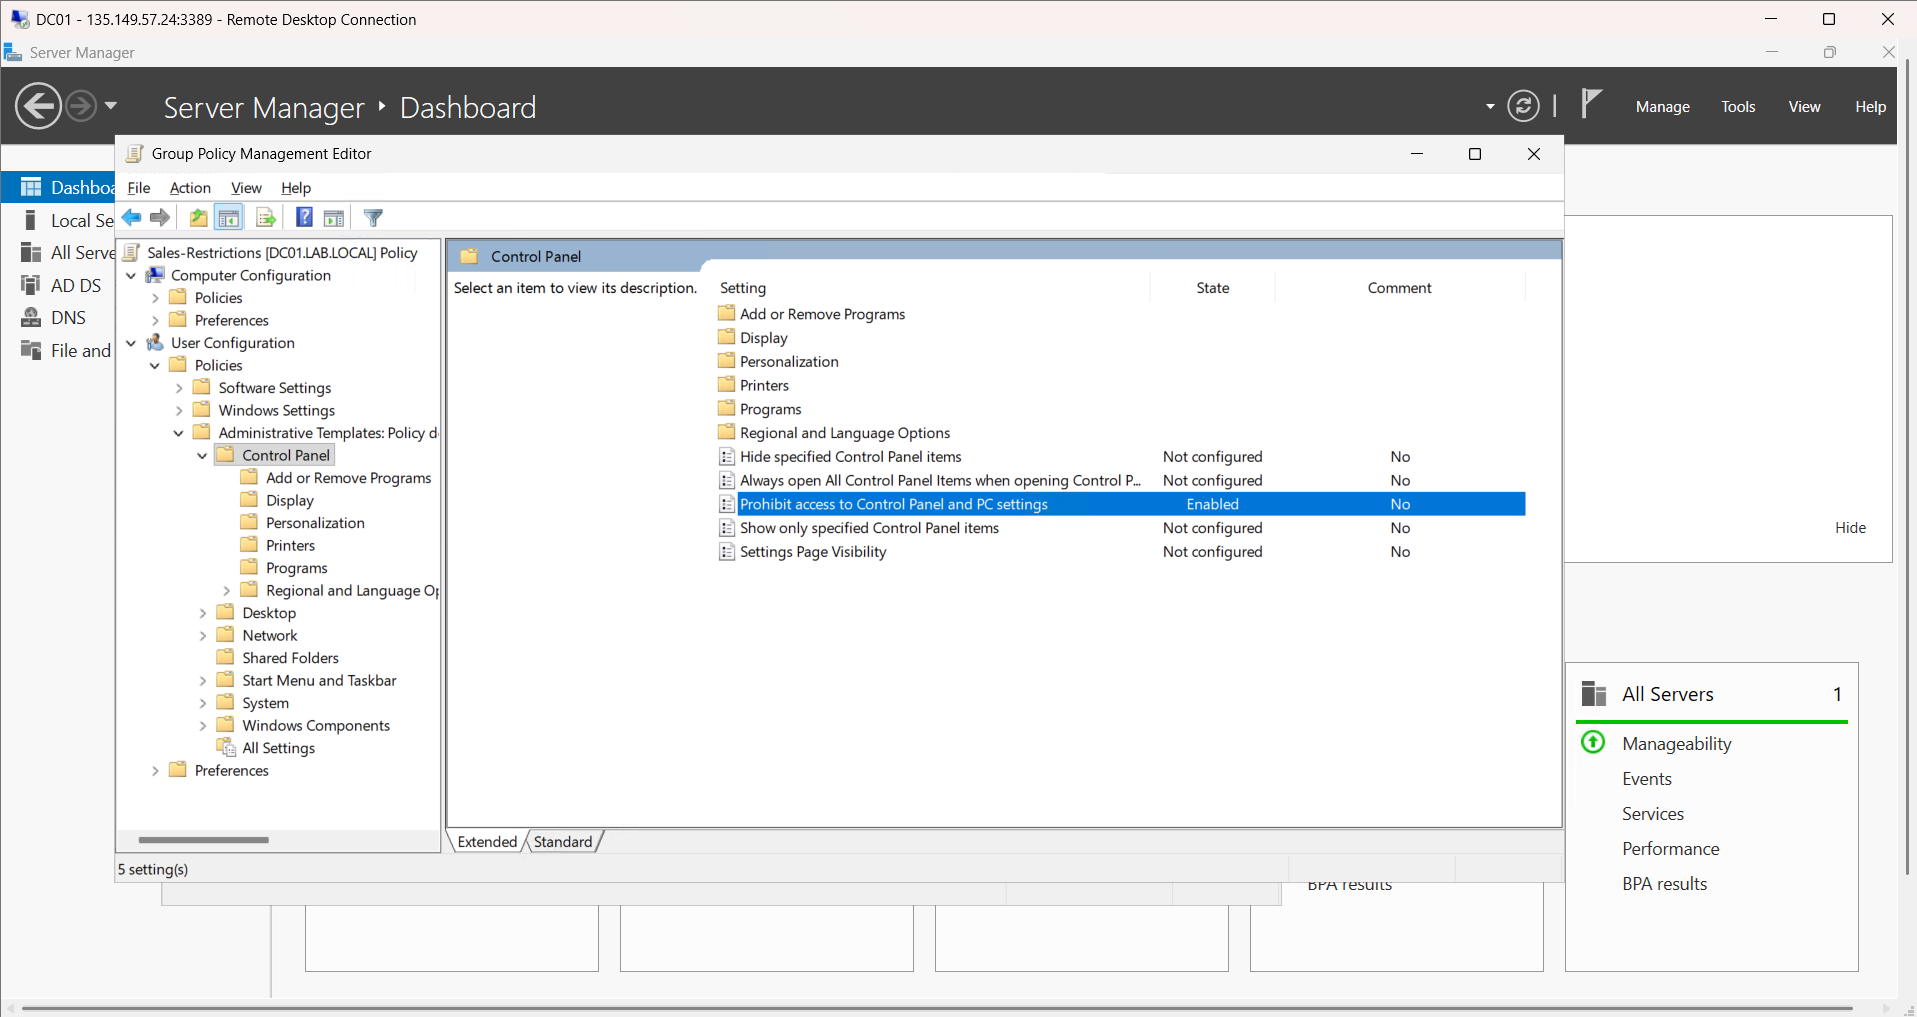 DC01 - 135.149.57.24:3389 - Remote Desktop Connection
Server Manager
Server Manager ‣ Dashboard
Manage Tools View Help
Group Policy Management Editor
File Action View Help
Dashboa
Local Se
All Serve
AD DS
DNS
File and
Sales-Restrictions [DC01.LAB.LOCAL] Policy
Computer Configuration
Policies
Preferences
User Configuration
Policies
Software Settings
Windows Settings
Administrative Templates: Policy d
Control Panel
Add or Remove Programs
Display
Personalization
Printers
Programs
Regional and Language Op
Desktop
Network
Shared Folders
Start Menu and Taskbar
System
Windows Components
All Settings
Preferences
Control Panel
Select an item to view its description.
Setting State Comment
Add or Remove Programs
Display
Personalization
Printers
Programs
Regional and Language Options
Hide specified Control Panel items Not configured No
Always open All Control Panel Items when opening Control P... Not configured No
Prohibit access to Control Panel and PC settings Enabled No
Show only specified Control Panel items Not configured No
Settings Page Visibility Not configured No
Extended Standard
5 setting(s)
Hide
BPA results
All Servers 1
Manageability
Events
Services
Performance
BPA results